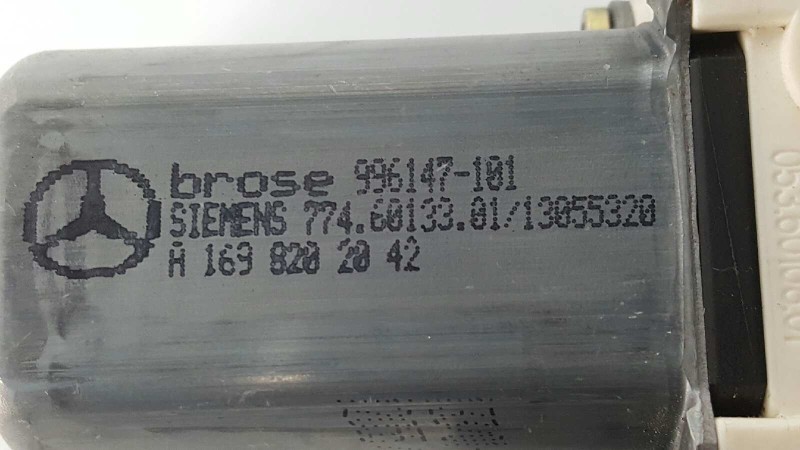 brose 996147-101
SIEMENS 774.60133.01/13055320
A 169 820 20 42